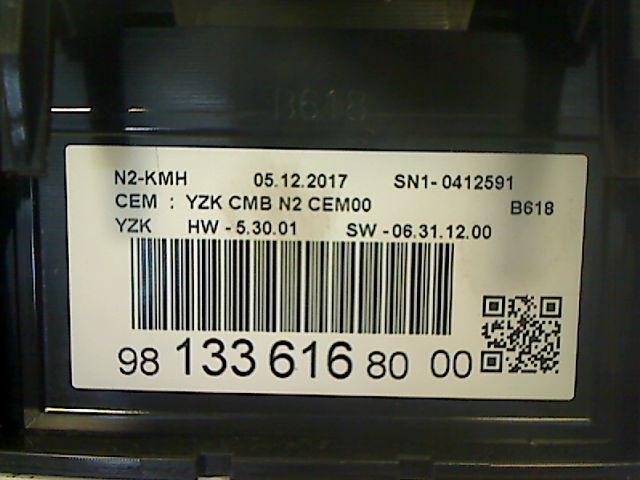 B618
N2-KMH 05.12.2017 SN1- 0412591
CEM : YZK CMB N2 CEM00 B618
YZK HW - 5.30.01 SW - 06.31.12.00
98 133 616 80 00